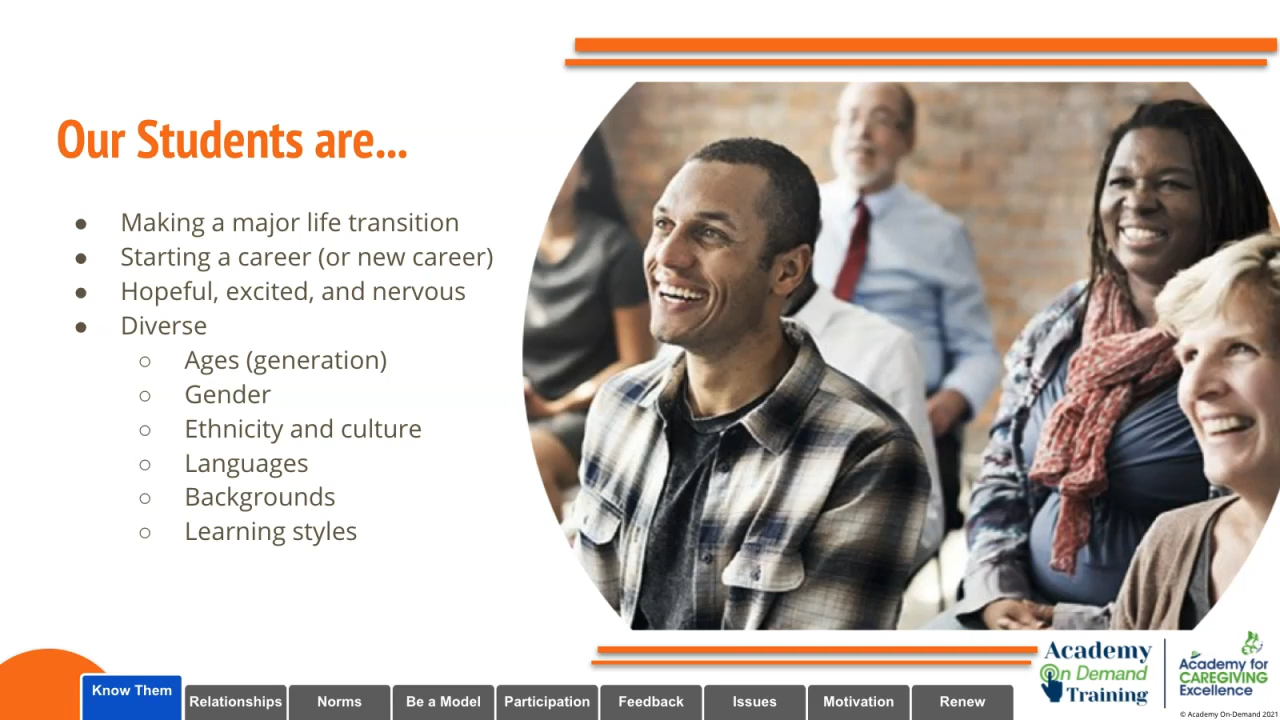 Our Students are...
● Making a major life transition
● Starting a career (or new career)
● Hopeful, excited, and nervous
● Diverse
○ Ages (generation)
○ Gender
○ Ethnicity and culture
○ Languages
○ Backgrounds
○ Learning styles
Academy
On Demand
Training
Academy for
CAREGIVING
Excellence
Know Them
Relationships
Norms
Be a Model
Participation
Feedback
Issues
Motivation
Renew
© Academy On-Demand 2021